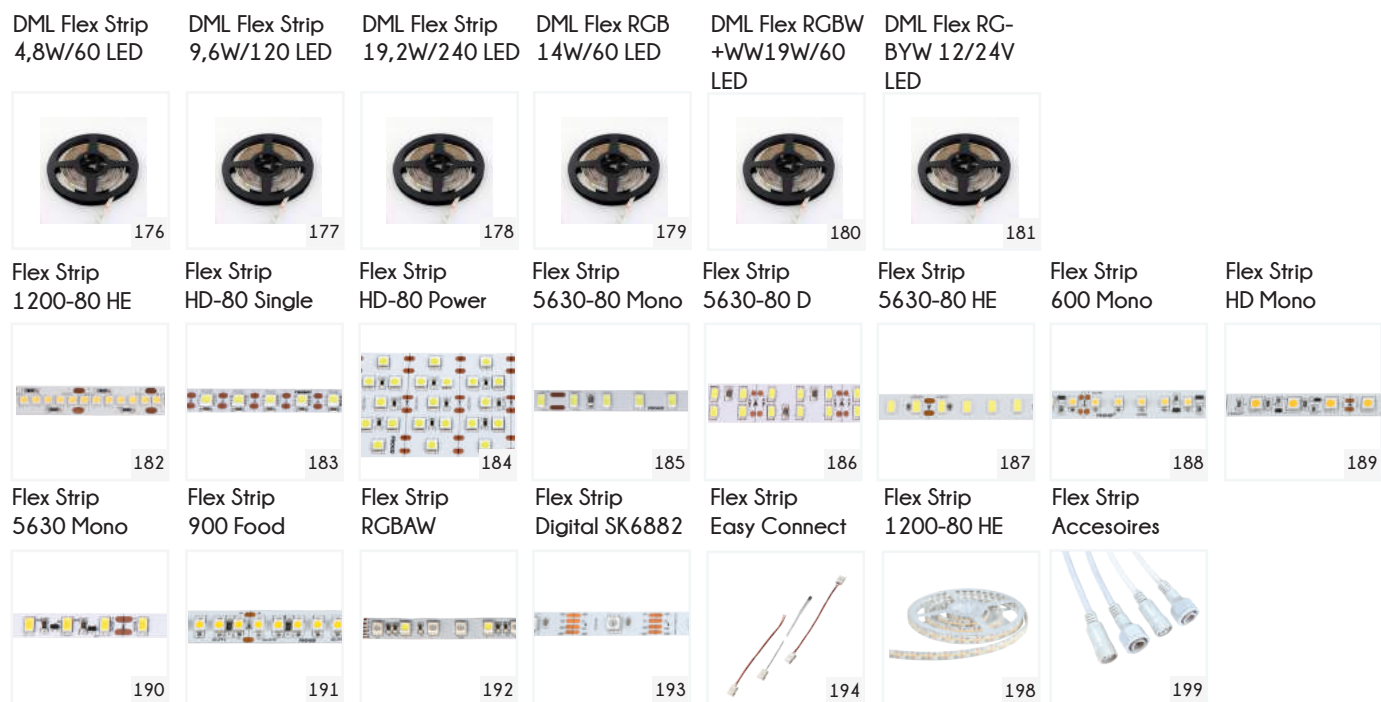 DML Flex Strip
4,8W/60 LED
DML Flex Strip
9,6W/120 LED
DML Flex Strip
19,2W/240 LED
DML Flex RGB
14W/60 LED
DML Flex RGBW
+WW19W/60
LED
DML Flex RG-
BYW 12/24V
LED
176
177
178
179
180
181
Flex Strip
1200-80 HE
Flex Strip
HD-80 Single
Flex Strip
HD-80 Power
Flex Strip
5630-80 Mono
Flex Strip
5630-80 D
Flex Strip
5630-80 HE
Flex Strip
600 Mono
Flex Strip
HD Mono
182
183
184
185
186
187
188
189
Flex Strip
5630 Mono
Flex Strip
900 Food
Flex Strip
RGBAW
Flex Strip
Digital SK6882
Flex Strip
Easy Connect
Flex Strip
1200-80 HE
Flex Strip
Accesoires
190
191
192
193
194
198
199